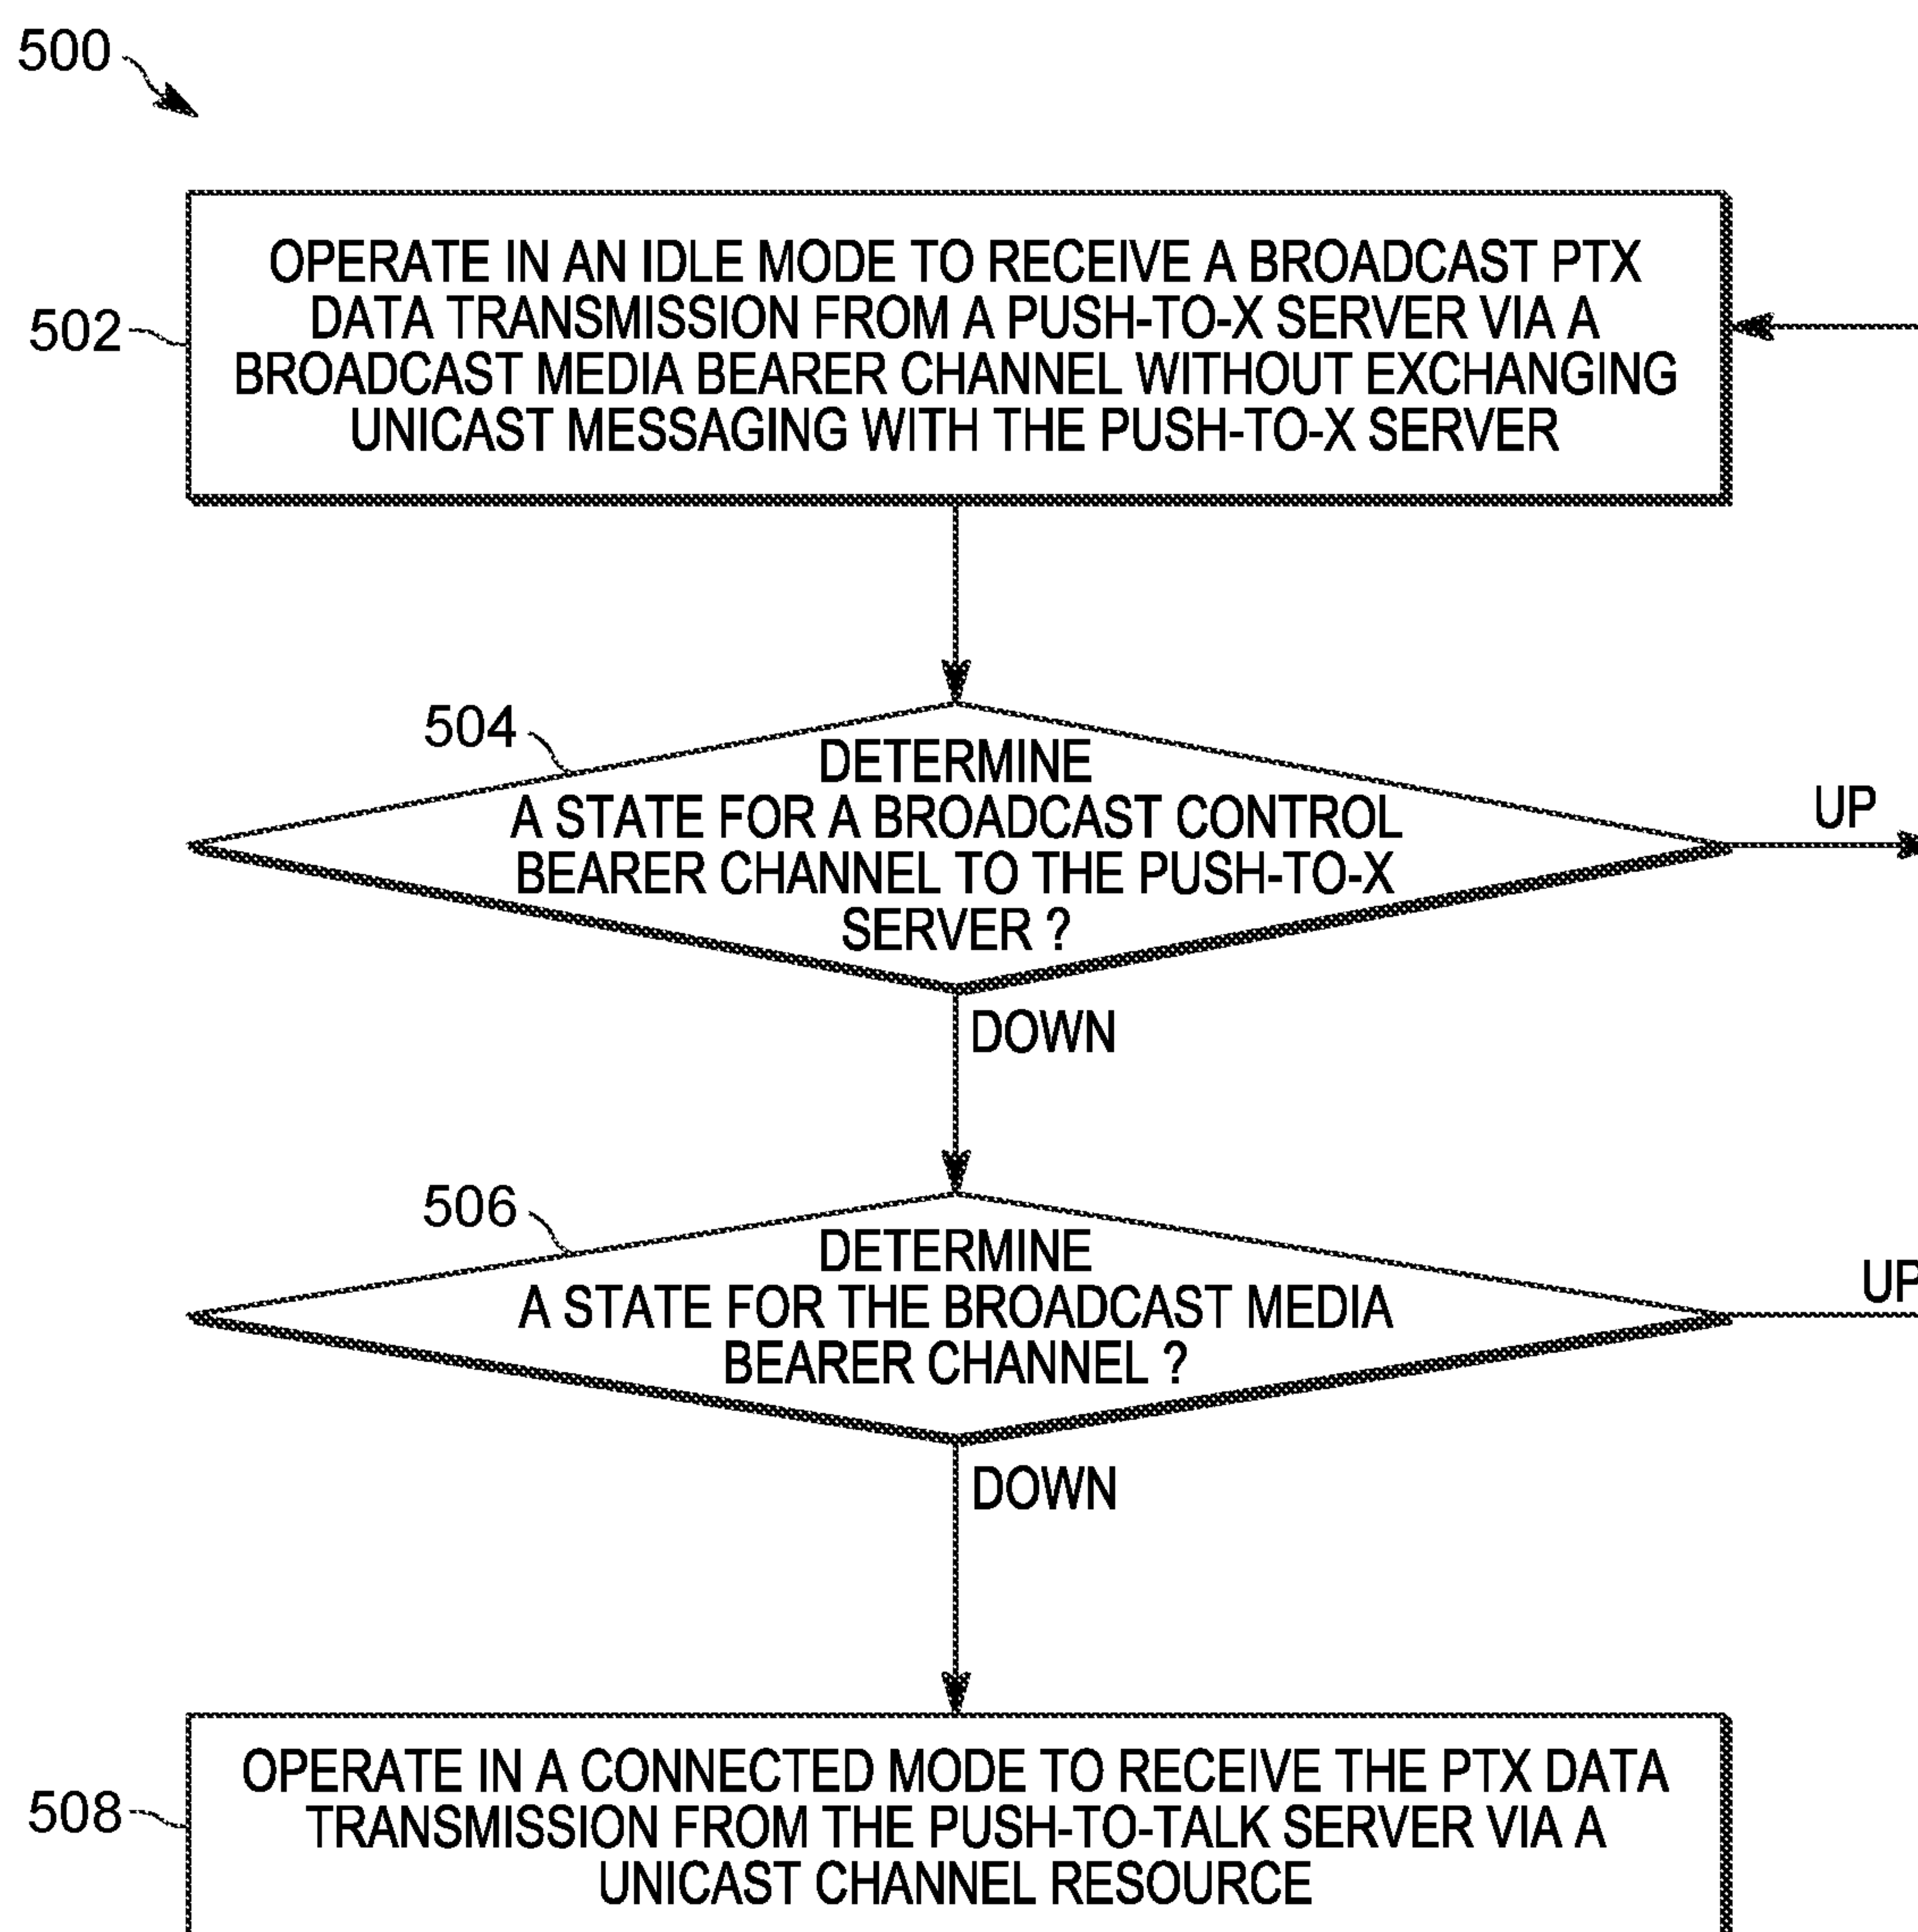 500
502
OPERATE IN AN IDLE MODE TO RECEIVE A BROADCAST PTX
DATA TRANSMISSION FROM A PUSH-TO-X SERVER VIA A
BROADCAST MEDIA BEARER CHANNEL WITHOUT EXCHANGING
UNICAST MESSAGING WITH THE PUSH-TO-X SERVER
504
DETERMINE
A STATE FOR A BROADCAST CONTROL
BEARER CHANNEL TO THE PUSH-TO-X
SERVER ?
UP
DOWN
506
DETERMINE
A STATE FOR THE BROADCAST MEDIA
BEARER CHANNEL ?
UP
DOWN
508
OPERATE IN A CONNECTED MODE TO RECEIVE THE PTX DATA
TRANSMISSION FROM THE PUSH-TO-TALK SERVER VIA A
UNICAST CHANNEL RESOURCE